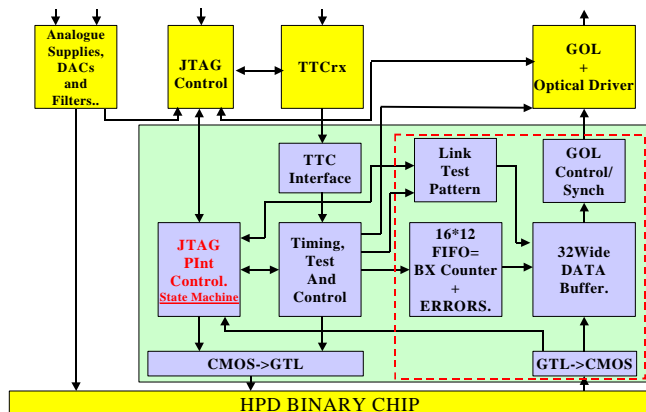 Analogue
Supplies,
DACs
and
Filters..
JTAG
Control
TTCrx
GOL
+
Optical Driver
TTC
Interface
Link
Test
Pattern
GOL
Control/
Synch
JTAG
PInt
Control.
State Machine
Timing,
Test
And
Control
16*12
FIFO=
BX Counter
+
ERRORS.
32Wide
DATA
Buffer.
CMOS->GTL
GTL->CMOS
HPD BINARY CHIP